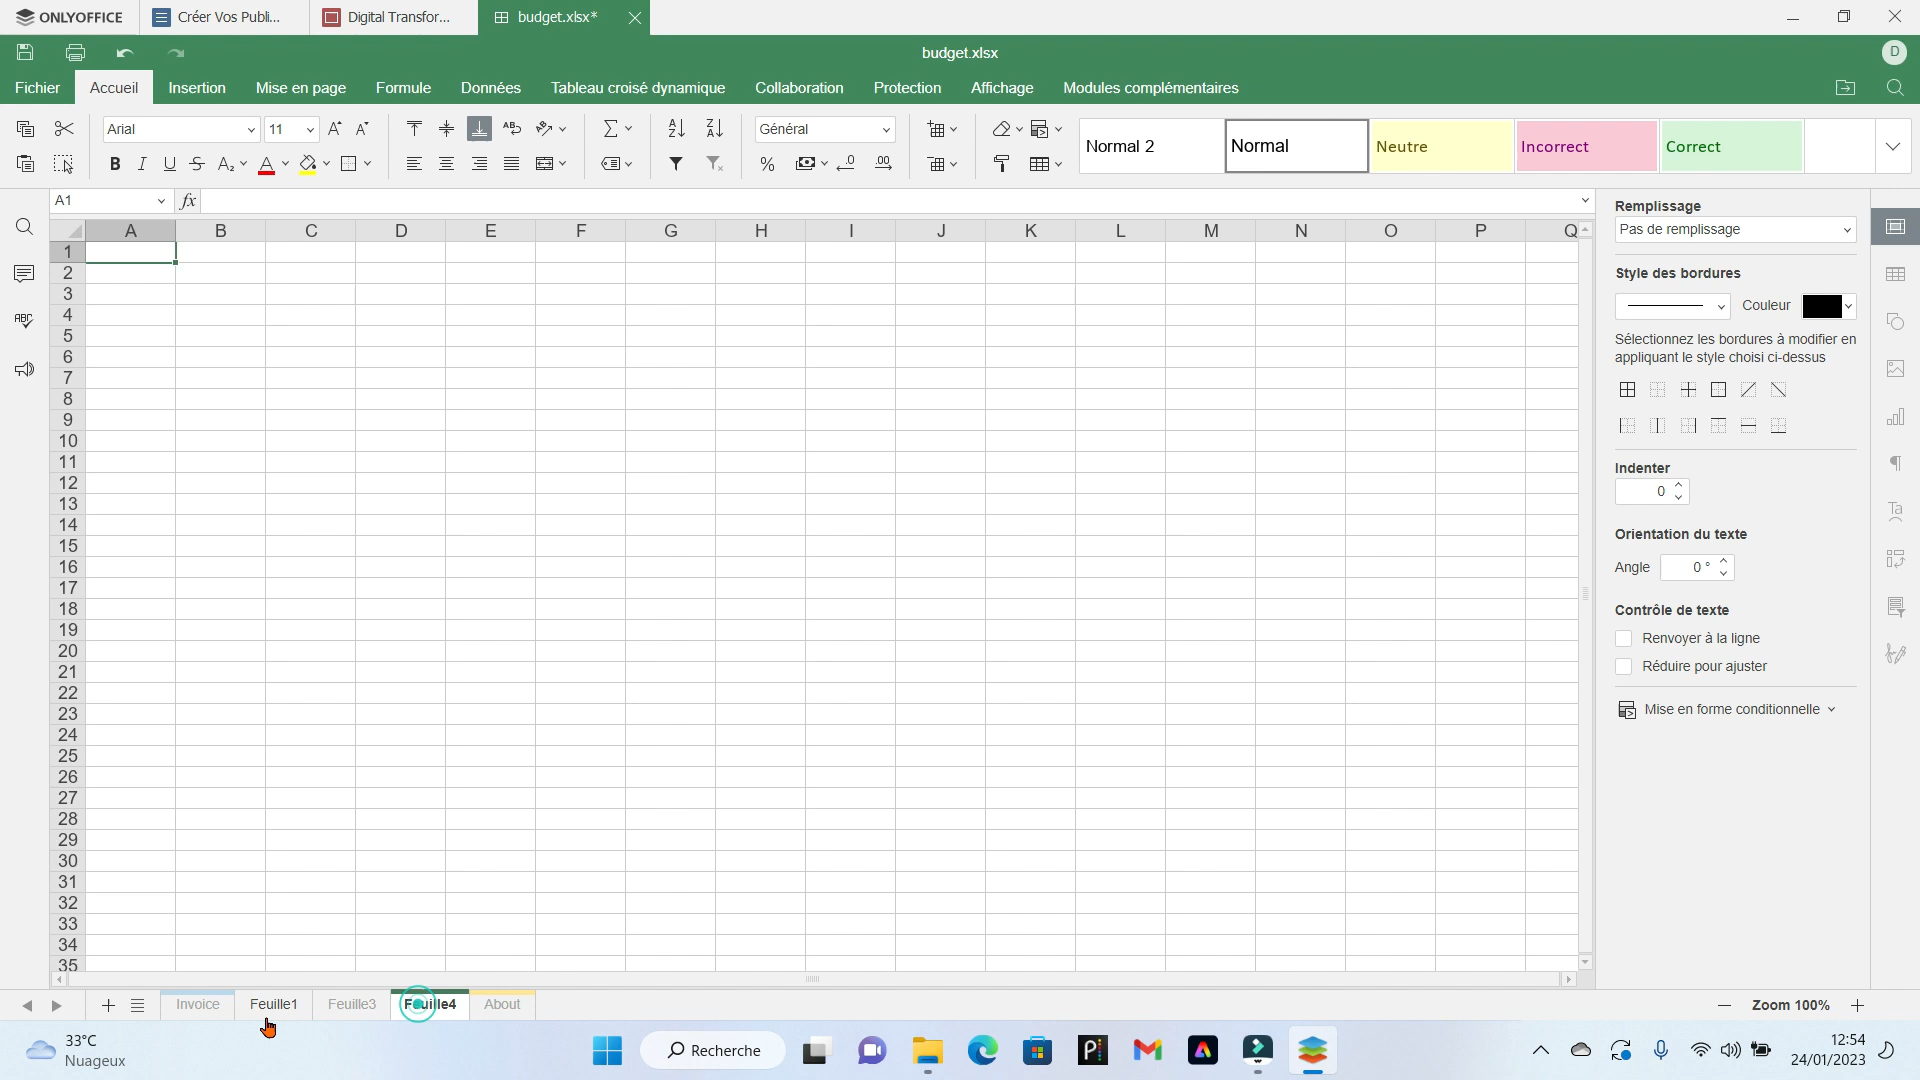 ONLYOFFICE Créer Vos Publi... Digital Transfor... budget.xlsx*
budget.xlsx D
Fichier Accueil Insertion Mise en page Formule Données Tableau croisé dynamique Collaboration Protection Affichage Modules complémentaires
Arial 11 Général Normal 2 Normal Neutre Incorrect Correct
A1 fx
A B C D E F G H I J K L M N O P Q
1
2
3
4
5
6
7
8
9
10
11
12
13
14
15
16
17
18
19
20
21
22
23
24
25
26
27
28
29
30
31
32
33
34
35
Remplissage
Pas de remplissage
Style des bordures
Couleur
Sélectionnez les bordures à modifier en
appliquant le style choisi ci-dessus
Indenter
0
Orientation du texte
Angle 0 °
Contrôle de texte
Renvoyer à la ligne
Réduire pour ajuster
Mise en forme conditionnelle
Invoice Feuille1 Feuille3 Feuille4 About Zoom 100%
33°C
Nuageux
Recherche
12:54
24/01/2023